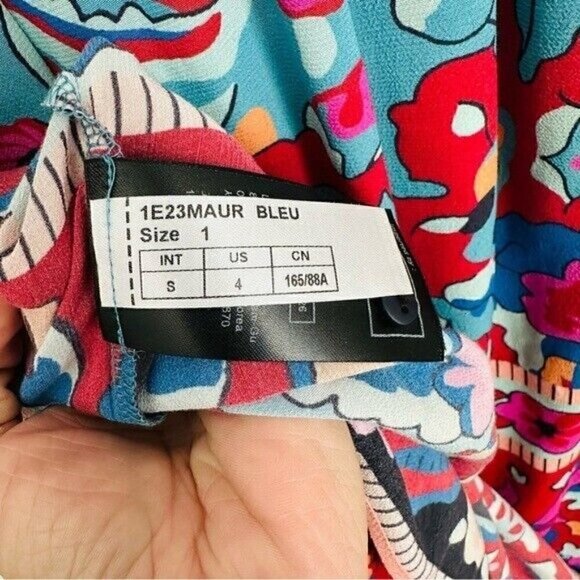 1E23MAUR BLEU
Size 1
INT US CN
S 4 165/88A